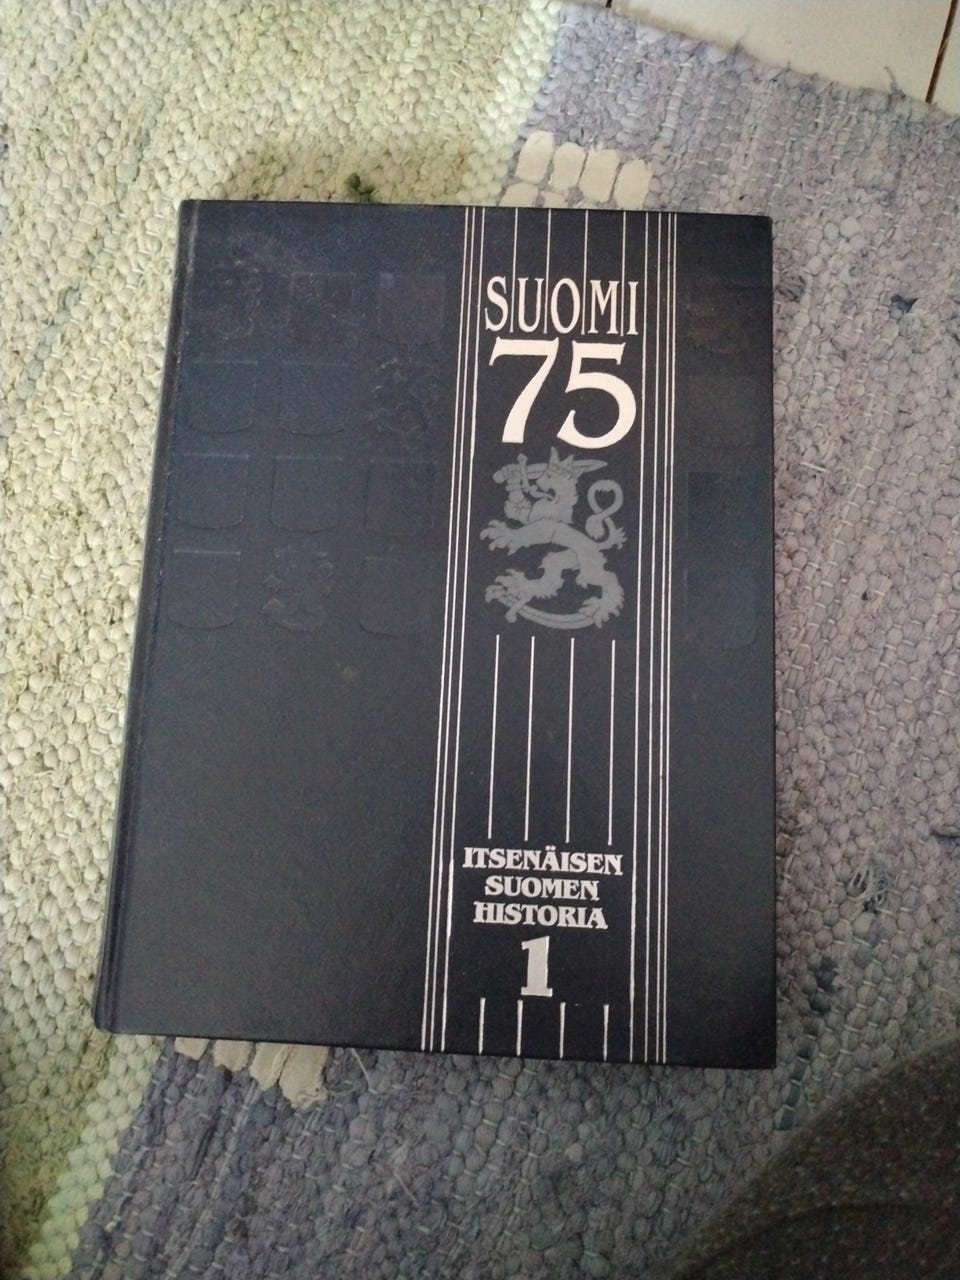 SUOMI
75
ITSENÄISEN
SUOMEN
HISTORIA
1